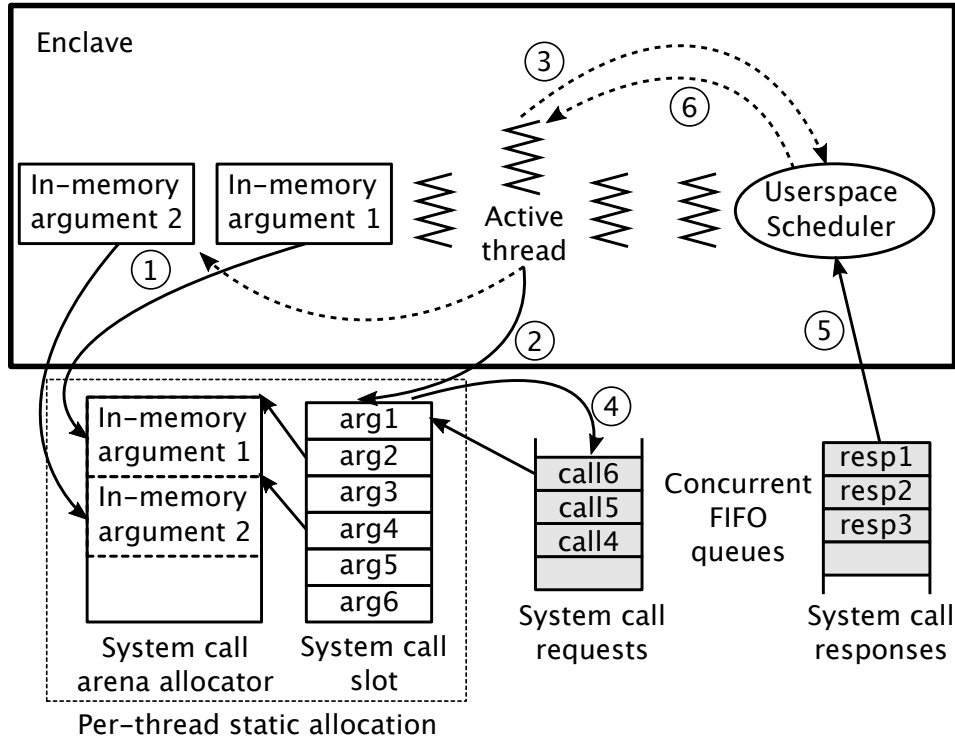 Enclave
3
6
In-memory
argument 2
In-memory
argument 1
Active
thread
Userspace
Scheduler
1
2
5
In-memory
argument 1
In-memory
argument 2
arg1
arg2
arg3
arg4
arg5
arg6
4
call6
call5
call4
Concurrent
FIFO
queues
resp1
resp2
resp3
System call
arena allocator
System call
slot
System call
requests
System call
responses
Per-thread static allocation